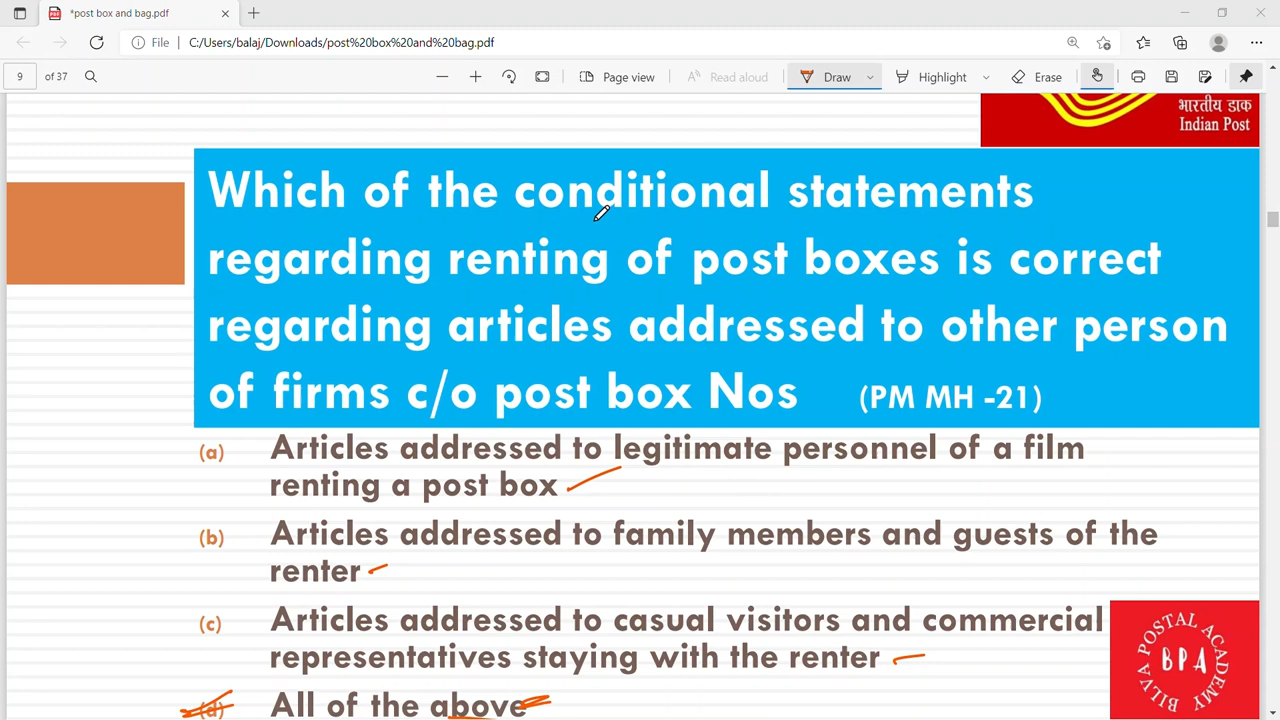 *post box and bag.pdf
File
C:/Users/balaj/Downloads/post%20box%20and%20bag.pdf
9 of 37
Page view
Read aloud
Draw
Highlight
Erase
भारतीय डाक
Indian Post
Which of the conditional statements
regarding renting of post boxes is correct
regarding articles addressed to other person
of firms c/o post box Nos (PM MH -21)
(a) Articles addressed to legitimate personnel of a film
renting a post box
(b) Articles addressed to family members and guests of the
renter
(c) Articles addressed to casual visitors and commercial
representatives staying with the renter
(d) All of the above
BILVA POSTAL ACADEMY
BPA